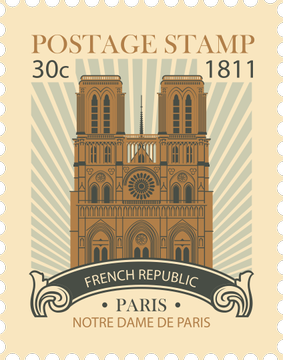 POSTAGE STAMP
30c 1811
FRENCH REPUBLIC
• PARIS •
NOTRE DAME DE PARIS